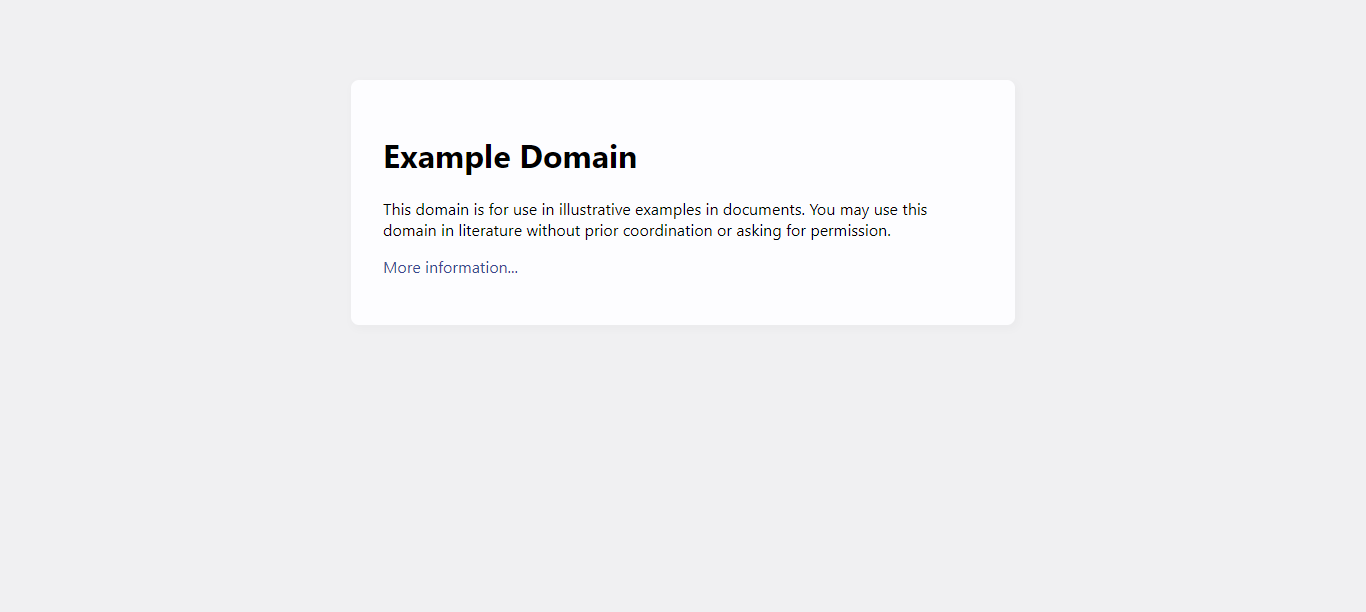 Example Domain
This domain is for use in illustrative examples in documents. You may use this
domain in literature without prior coordination or asking for permission.
More information...